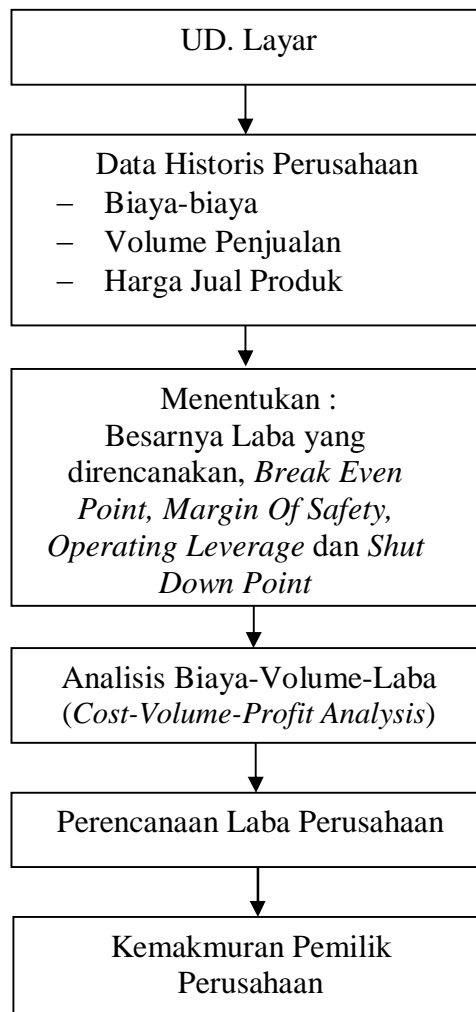 UD. Layar
Data Historis Perusahaan
– Biaya-biaya
– Volume Penjualan
– Harga Jual Produk
Menentukan :
Besarnya Laba yang
direncanakan, Break Even
Point, Margin Of Safety,
Operating Leverage dan Shut
Down Point
Analisis Biaya-Volume-Laba
(Cost-Volume-Profit Analysis)
Perencanaan Laba Perusahaan
Kemakmuran Pemilik
Perusahaan